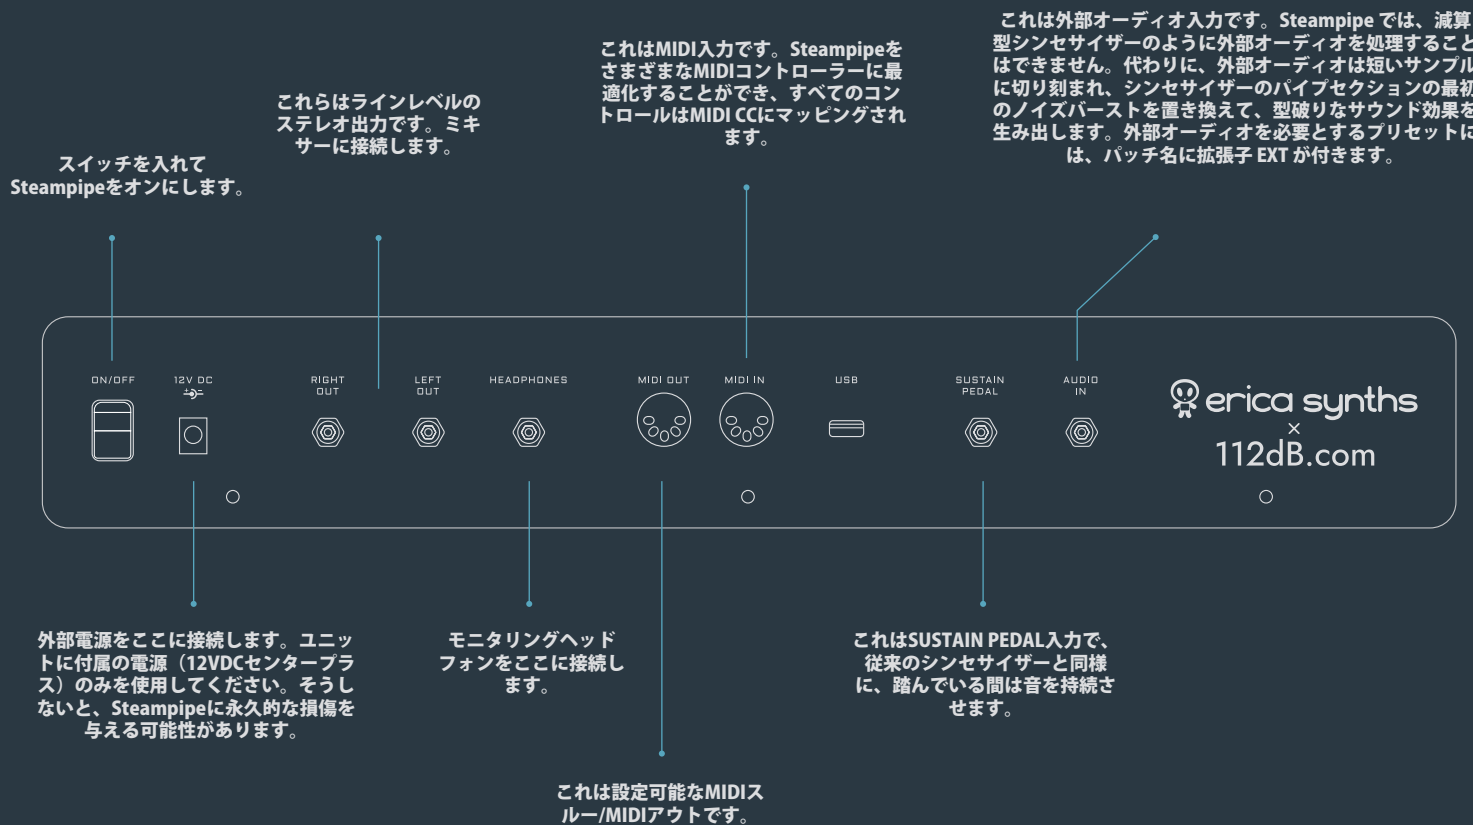 これは外部オーディオ入力です。Steampipe では、減算
型シンセサイザーのように外部オーディオを処理すること
はできません。代わりに、外部オーディオは短いサンプル
に切り刻まれ、シンセサイザーのパイプセクションの最初
のノイズバーストを置き換えて、型破りなサウンド効果を
生み出します。外部オーディオを必要とするプリセットに
は、パッチ名に拡張子 EXT が付きます。
これはMIDI入力です。Steampipeを
さまざまなMIDIコントローラーに最
適化することができ、すべてのコン
トロールはMIDI CCにマッピングされ
ます。
これらはラインレベルの
ステレオ出力です。ミキ
サーに接続します。
スイッチを入れて
Steampipeをオンにします。
ON/OFF
12V DC
RIGHT
OUT
LEFT
OUT
HEADPHONES
MIDI OUT
MIDI IN
USB
SUSTAIN
PEDAL
AUDIO
IN
erica synths
×
112dB.com
外部電源をここに接続します。ユニッ
トに付属の電源（12VDCセンタープラ
ス）のみを使用してください。そうし
ないと、Steampipeに永久的な損傷を
与える可能性があります。
モニタリングヘッド
フォンをここに接続し
ます。
これはSUSTAIN PEDAL入力で、
従来のシンセサイザーと同様
に、踏んでいる間は音を持続さ
せます。
これは設定可能なMIDIス
ルー/MIDIアウトです。